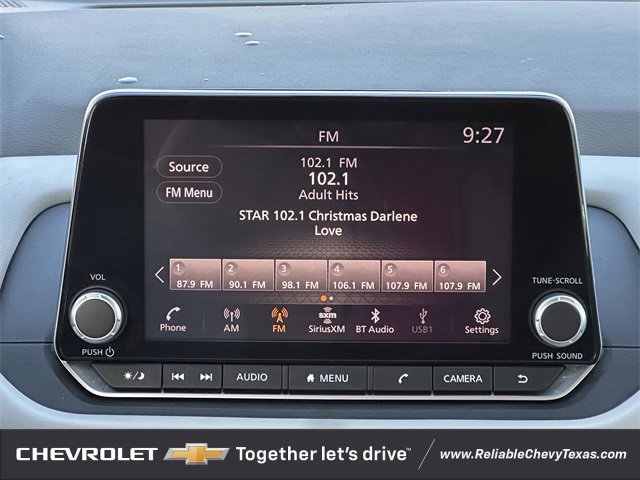 FM
9:27
Source
FM Menu
102.1 FM
102.1
Adult Hits
STAR 102.1 Christmas Darlene
Love
1 2 3 4 5 6
87.9 FM 90.1 FM 98.1 FM 106.1 FM 107.9 FM 107.9 FM
Phone AM FM SiriusXM BT Audio USB1 Settings
sxm
VOL
PUSH
TUNE·SCROLL
PUSH SOUND
AUDIO MENU CAMERA
CHEVROLET Together let's drive™ www.ReliableChevyTexas.com